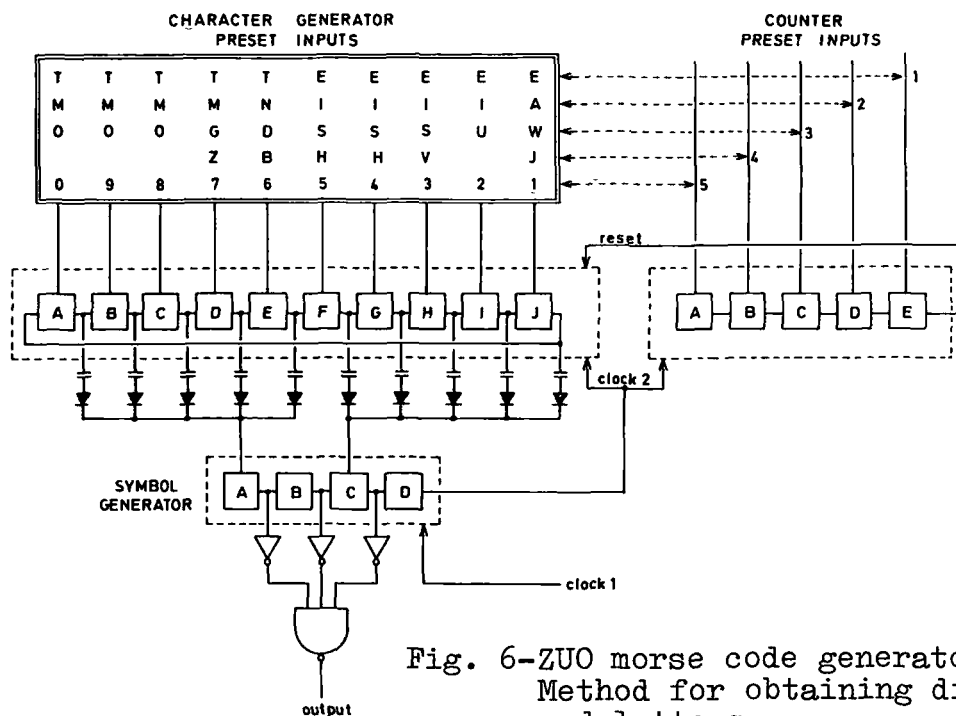 CHARACTER GENERATOR
PRESET INPUTS
COUNTER
PRESET INPUTS
T T T T T E E E E E
1
M M M M N I I I I A
2
O O O G D S S S U W
3
Z B H H V J
4
0 9 8 7 6 5 4 3 2 1
5
reset
A B C D E F G H I J
A B C D E
clock 2
SYMBOL
GENERATOR
A B C D
clock 1
output
Fig. 6-ZUO morse code generato
Method for obtaining di